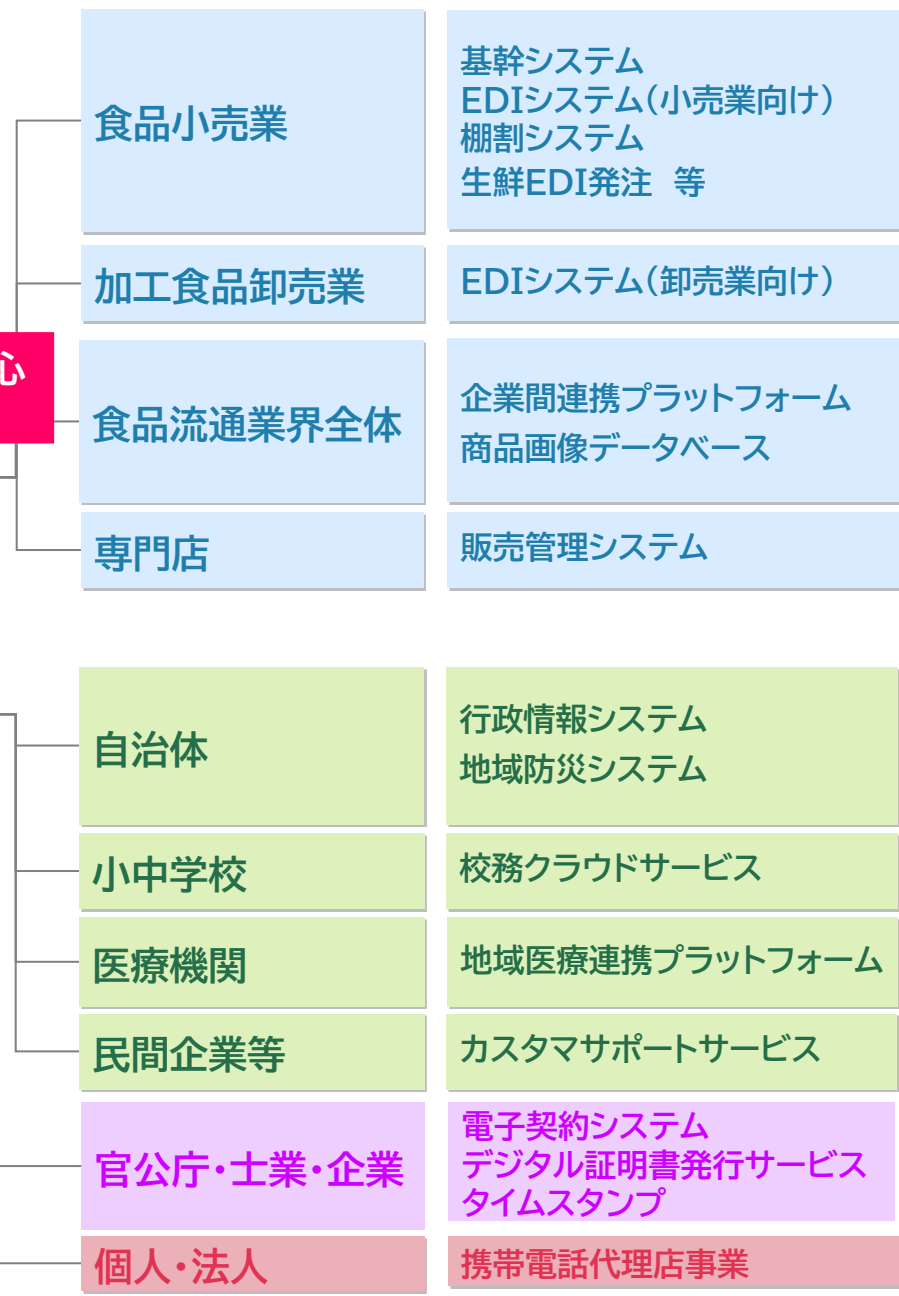 食品小売業
基幹システム
EDIシステム(小売業向け)
棚割システム
生鮮EDI発注 等
加工食品卸売業
EDIシステム(卸売業向け)
心
食品流通業界全体
企業間連携プラットフォーム
商品画像データベース
専門店
販売管理システム
自治体
行政情報システム
地域防災システム
小中学校
校務クラウドサービス
医療機関
地域医療連携プラットフォーム
民間企業等
カスタマサポートサービス
官公庁・士業・企業
電子契約システム
デジタル証明書発行サービス
タイムスタンプ
個人・法人
携帯電話代理店事業